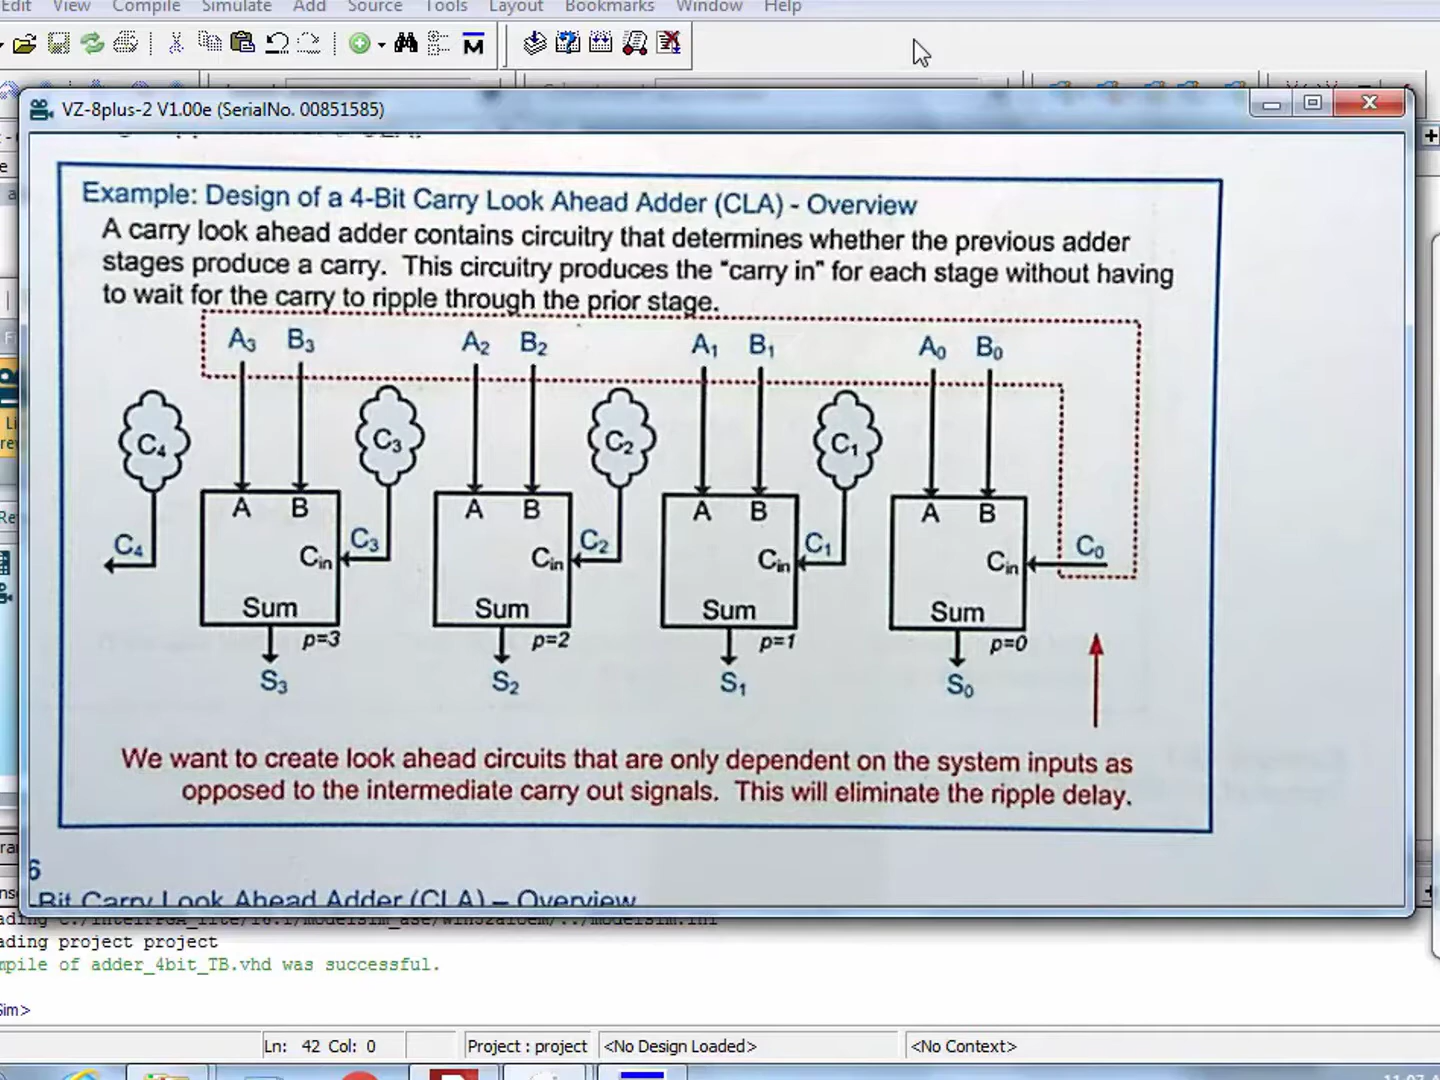 Edit View Compile Simulate Add Source Tools Layout Bookmarks Window Help
VZ-8plus-2 V1.00e (SerialNo. 00851585)
Example: Design of a 4-Bit Carry Look Ahead Adder (CLA) - Overview
A carry look ahead adder contains circuitry that determines whether the previous adder
stages produce a carry. This circuitry produces the "carry in" for each stage without having
to wait for the carry to ripple through the prior stage.
A3 B3 A2 B2 A1 B1 A0 B0
C4 C3 C2 C1
A B A B A B A B
C4 Cin C3 Cin C2 Cin C1 Cin C0
Sum Sum Sum Sum
p=3 p=2 p=1 p=0
S3 S2 S1 S0
We want to create look ahead circuits that are only dependent on the system inputs as
opposed to the intermediate carry out signals. This will eliminate the ripple delay.
6
-Bit Carry Look Ahead Adder (CLA) – Overview
ading project project
mpile of adder_4bit_TB.vhd was successful.
Sim>
Ln: 42 Col: 0 Project : project <No Design Loaded> <No Context>